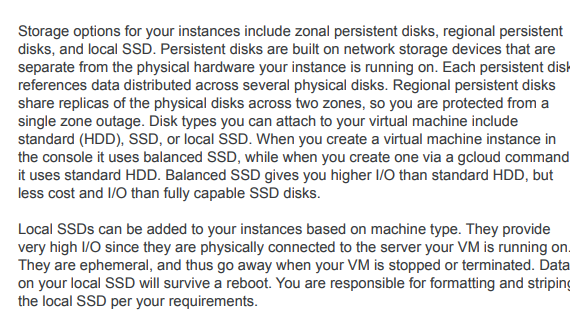 Storage options for your instances include zonal persistent disks, regional persistent
disks, and local SSD. Persistent disks are built on network storage devices that are
separate from the physical hardware your instance is running on. Each persistent disk
references data distributed across several physical disks. Regional persistent disks
share replicas of the physical disks across two zones, so you are protected from a
single zone outage. Disk types you can attach to your virtual machine include
standard (HDD), SSD, or local SSD. When you create a virtual machine instance in
the console it uses balanced SSD, while when you create one via a gcloud command
it uses standard HDD. Balanced SSD gives you higher I/O than standard HDD, but
less cost and I/O than fully capable SSD disks.
Local SSDs can be added to your instances based on machine type. They provide
very high I/O since they are physically connected to the server your VM is running on.
They are ephemeral, and thus go away when your VM is stopped or terminated. Data
on your local SSD will survive a reboot. You are responsible for formatting and striping
the local SSD per your requirements.